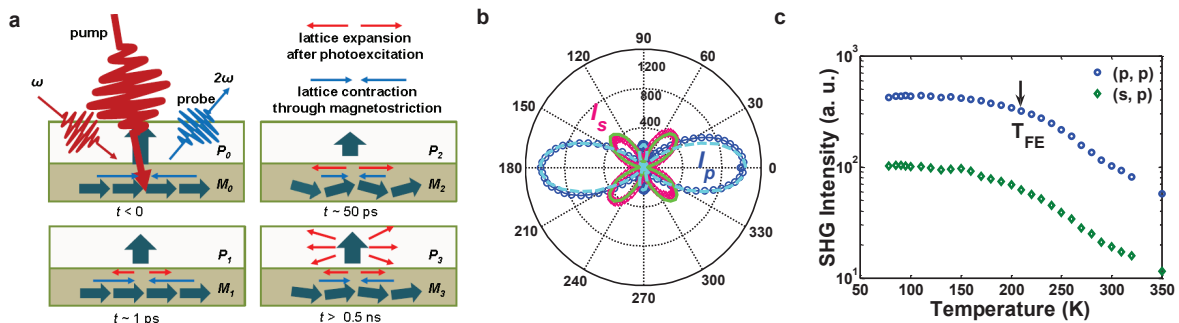 a
pump
ω
2ω
probe
lattice expansion
after photoexcitation
lattice contraction
through magnetostriction
P0
M0
t < 0
P2
M2
t ~ 50 ps
P1
M1
t ~ 1 ps
P3
M3
t > 0.5 ns
b
90
120
60
1200
150
800
30
400
Is
Ip
180
0
210
330
240
300
270
c
SHG Intensity (a. u.)
10^3
10^2
10^1
(p, p)
(s, p)
TFE
50 100 150 200 250 300 350
Temperature (K)